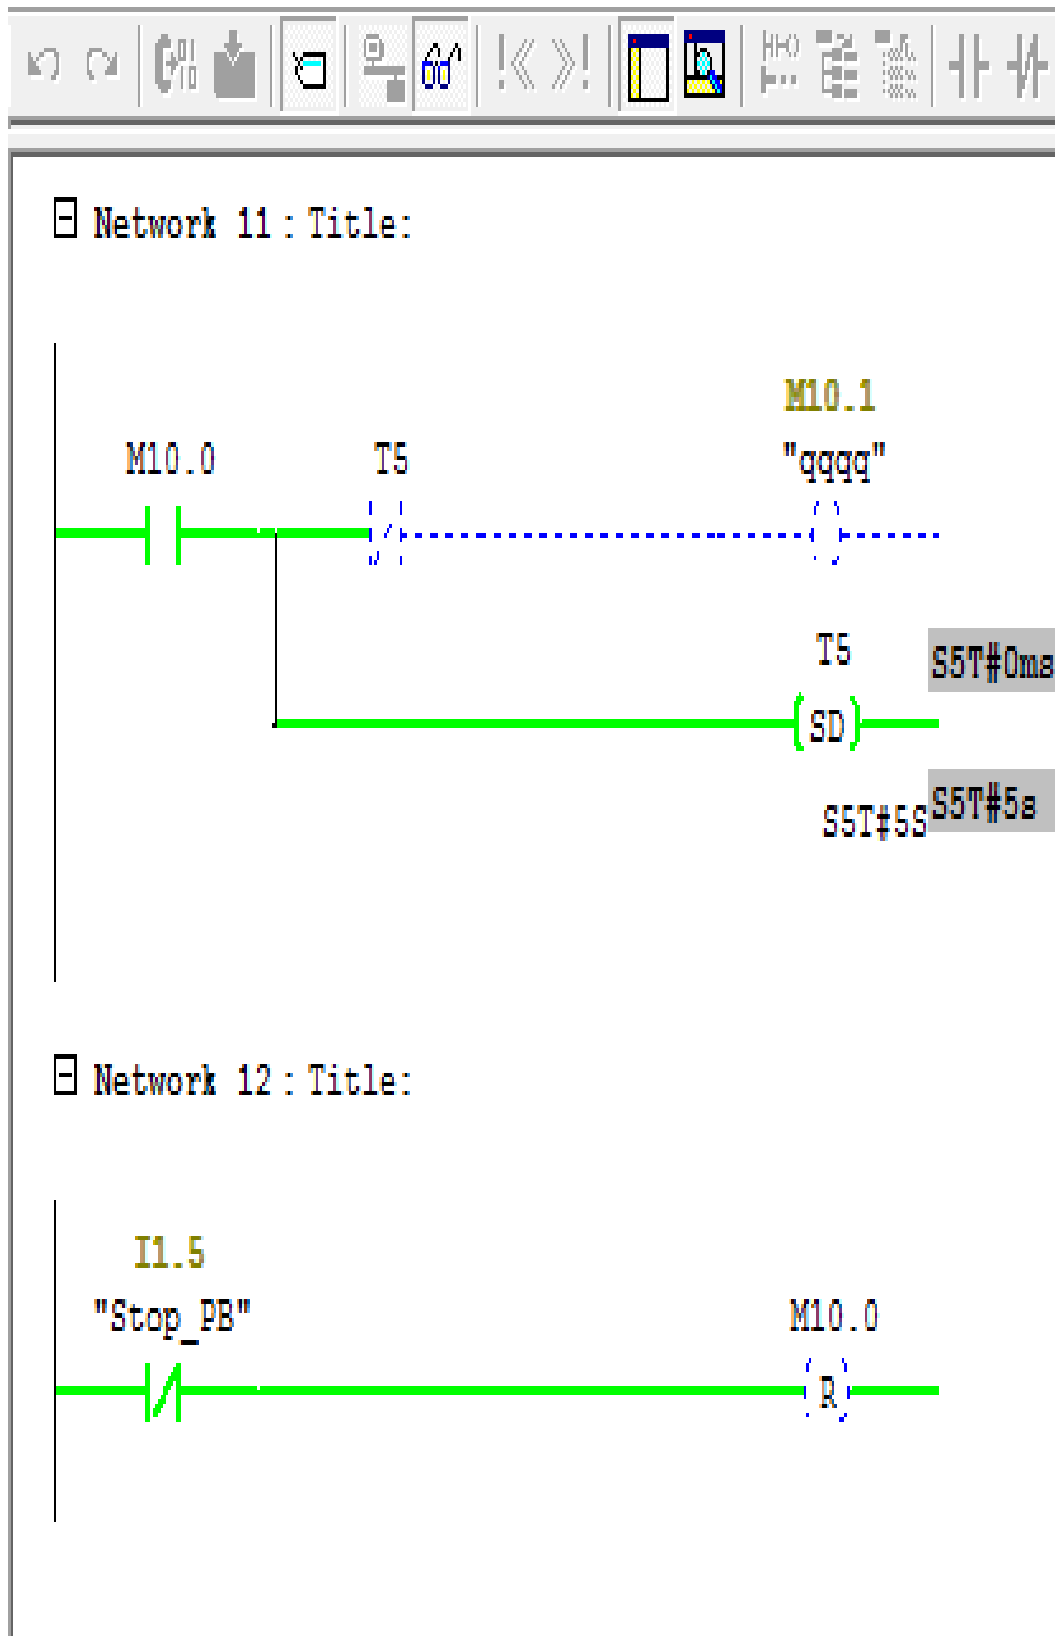 Network 11 : Title:
M10.1
M10.0 T5 "qqqq"
T5 S5T#0ms
SD
S5T#5S S5T#5s
Network 12 : Title:
I1.5
"Stop_PB" M10.0
R